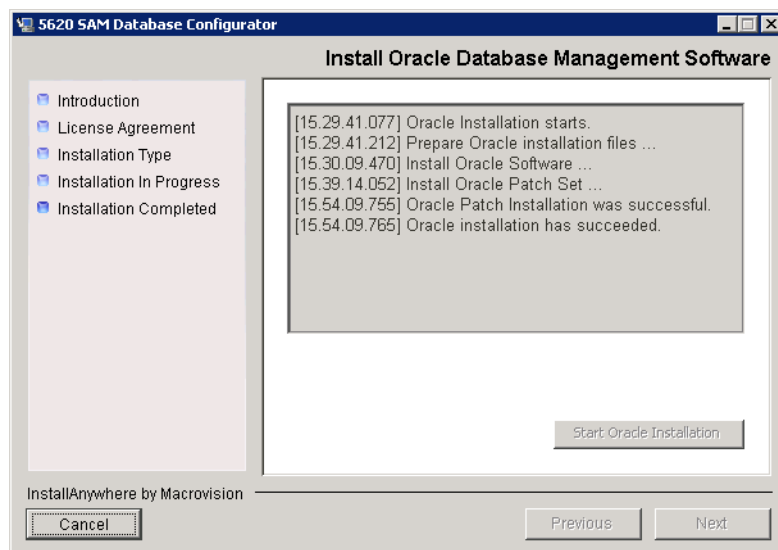 5620 SAM Database Configurator
Install Oracle Database Management Software
Introduction
License Agreement
Installation Type
Installation In Progress
Installation Completed
[15.29.41.077] Oracle Installation starts.
[15.29.41.212] Prepare Oracle installation files ...
[15.30.09.470] Install Oracle Software ...
[15.39.14.052] Install Oracle Patch Set ...
[15.54.09.755] Oracle Patch Installation was successful.
[15.54.09.765] Oracle installation has succeeded.
Start Oracle Installation
InstallAnywhere by Macrovision
Cancel
Previous
Next